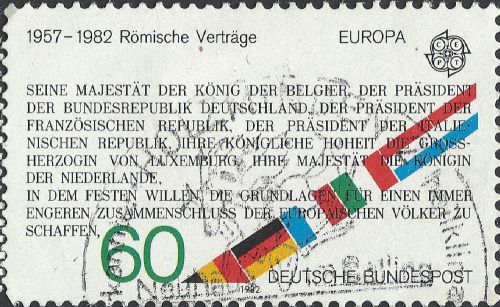 1957-1982 Römische Verträge EUROPA CEPT
SEINE MAJESTÄT DER KÖNIG DER BELGIER, DER PRÄSIDENT
DER BUNDESREPUBLIK DEUTSCHLAND, DER PRÄSIDENT DER
FRANZÖSISCHEN REPUBLIK, DER PRÄSIDENT DER ITALIE-
NISCHEN REPUBLIK, IHRE KÖNIGLICHE HOHEIT DIE GROSS-
HERZOGIN VON LUXEMBURG, IHRE MAJESTÄT DIE KÖNIGIN
DER NIEDERLANDE,
IN DEM FESTEN WILLEN, DIE GRUNDLAGEN FÜR EINEN IMMER
ENGEREN ZUSAMMENSCHLUSS DER EUROPÄISCHEN VÖLKER ZU
SCHAFFEN,
60
1982 DEUTSCHE BUNDESPOST